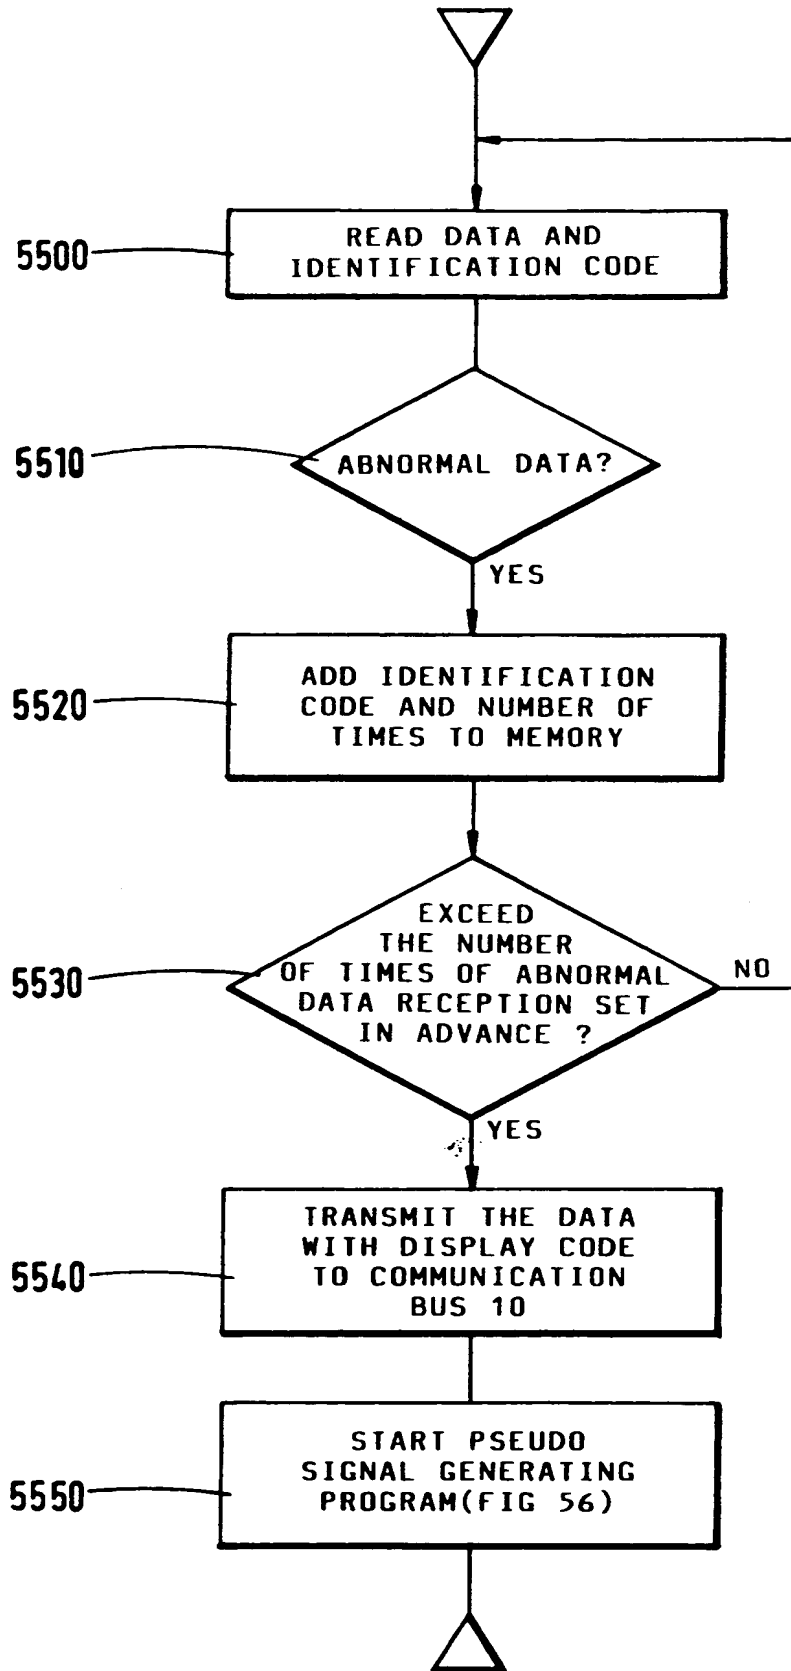 5500
READ DATA AND
IDENTIFICATION CODE
5510
ABNORMAL DATA?
YES
5520
ADD IDENTIFICATION
CODE AND NUMBER OF
TIMES TO MEMORY
5530
EXCEED
THE NUMBER
OF TIMES OF ABNORMAL
DATA RECEPTION SET
IN ADVANCE ?
NO
YES
5540
TRANSMIT THE DATA
WITH DISPLAY CODE
TO COMMUNICATION
BUS 10
5550
START PSEUDO
SIGNAL GENERATING
PROGRAM(FIG 56)